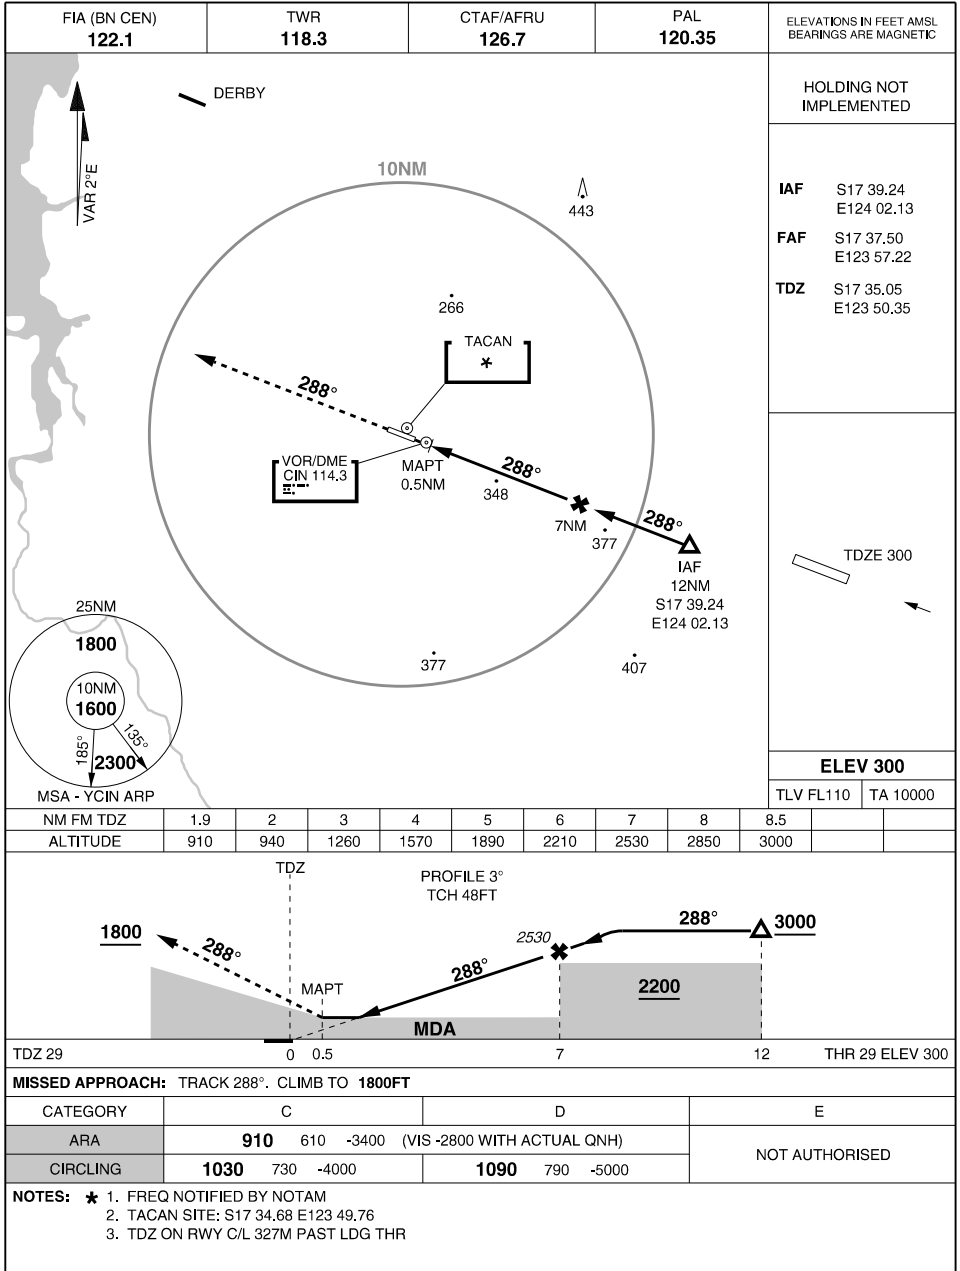 FIA (BN CEN)
122.1
TWR
118.3
CTAF/AFRU
126.7
PAL
120.35
ELEVATIONS IN FEET AMSL
BEARINGS ARE MAGNETIC
HOLDING NOT
IMPLEMENTED
IAF S17 39.24
E124 02.13
FAF S17 37.50
E123 57.22
TDZ S17 35.05
E123 50.35
TDZE 300
ELEV 300
TLV FL110 TA 10000
VAR 2°E
DERBY
10NM
443
266
TACAN
*
288°
VOR/DME
CIN 114.3
MAPT
0.5NM
288°
348
7NM
377
288°
IAF
12NM
S17 39.24
E124 02.13
377
407
25NM
1800
10NM
1600
185°
135°
2300
MSA - YCIN ARP
NM FM TDZ 1.9 2 3 4 5 6 7 8 8.5
ALTITUDE 910 940 1260 1570 1890 2210 2530 2850 3000
TDZ
PROFILE 3°
TCH 48FT
1800
288°
MAPT
288°
2530
288°
3000
2200
MDA
TDZ 29 0 0.5 7 12 THR 29 ELEV 300
MISSED APPROACH: TRACK 288°. CLIMB TO 1800FT
CATEGORY C D E
ARA 910 610 -3400 (VIS -2800 WITH ACTUAL QNH)
NOT AUTHORISED
CIRCLING 1030 730 -4000 1090 790 -5000
NOTES: * 1. FREQ NOTIFIED BY NOTAM
2. TACAN SITE: S17 34.68 E123 49.76
3. TDZ ON RWY C/L 327M PAST LDG THR